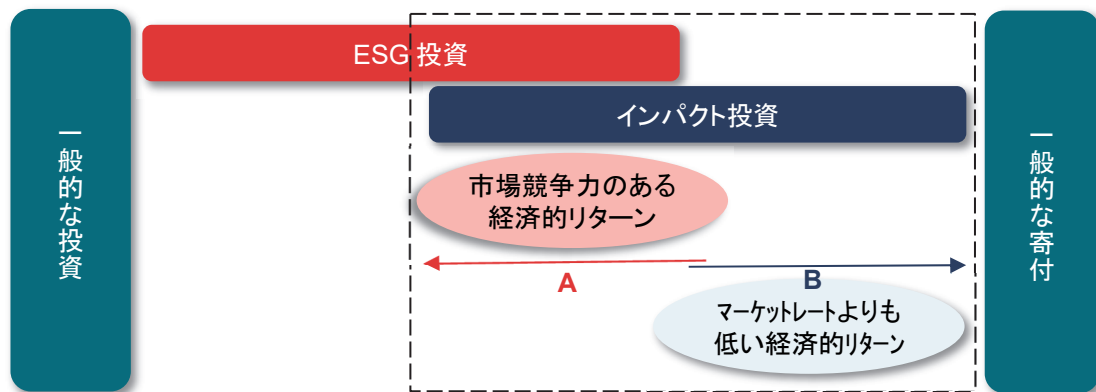 一般的な投資
ESG 投資
インパクト投資
市場競争力のある
経済的リターン
A
B
マーケットレートよりも
低い経済的リターン
一般的な寄付